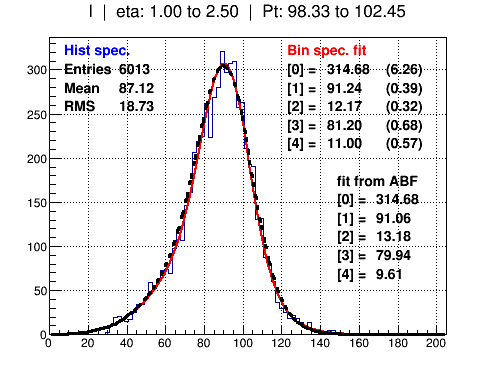 I | eta: 1.00 to 2.50 | Pt: 98.33 to 102.45
Hist spec.
Entries 6013
Mean 87.12
RMS 18.73
Bin spec. fit
[0] = 314.68 (6.26)
[1] = 91.24 (0.39)
[2] = 12.17 (0.32)
[3] = 81.20 (0.68)
[4] = 11.00 (0.57)
fit from ABF
[0] = 314.68
[1] = 91.06
[2] = 13.18
[3] = 79.94
[4] = 9.61
300
250
200
150
100
50
0
0 20 40 60 80 100 120 140 160 180 200